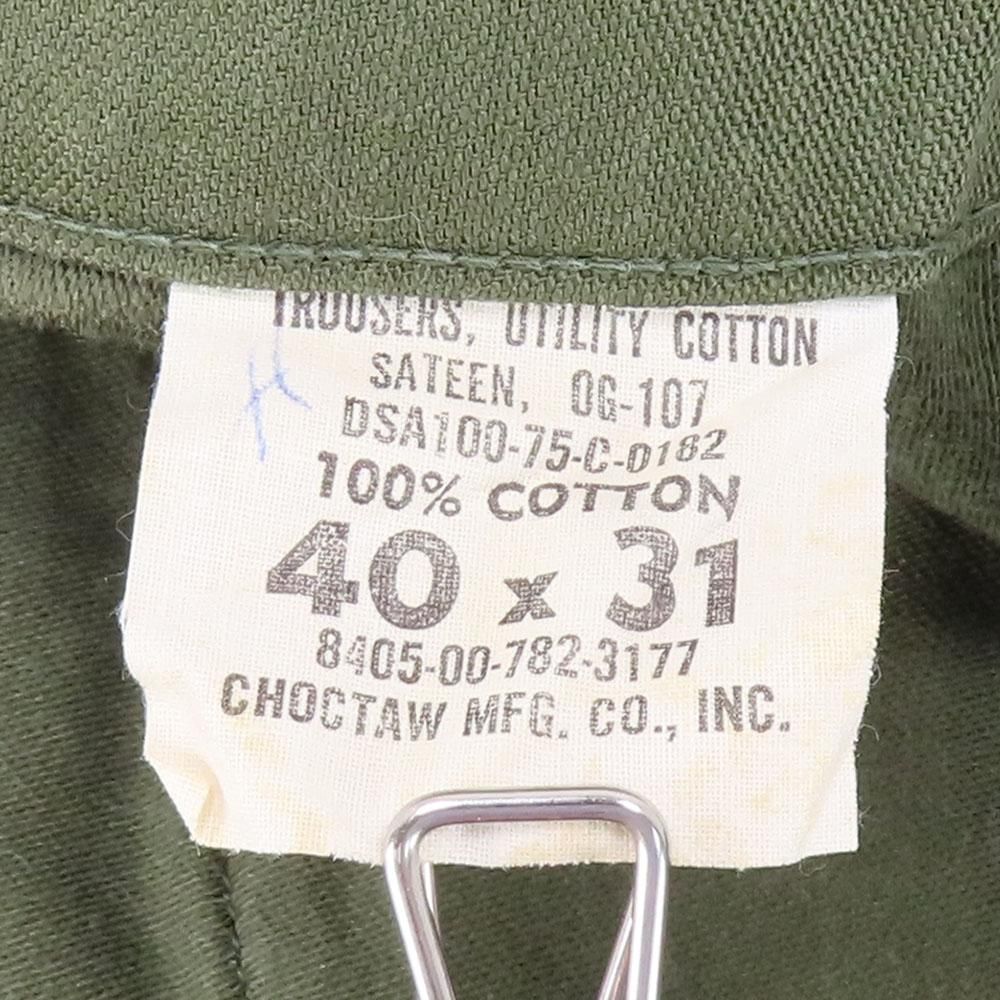 TROUSERS, UTILITY COTTON
SATEEN, OG-107
DSA100-75-C-0182
100% COTTON
40 x 31
8405-00-782-3177
CHOCTAW MFG. CO., INC.